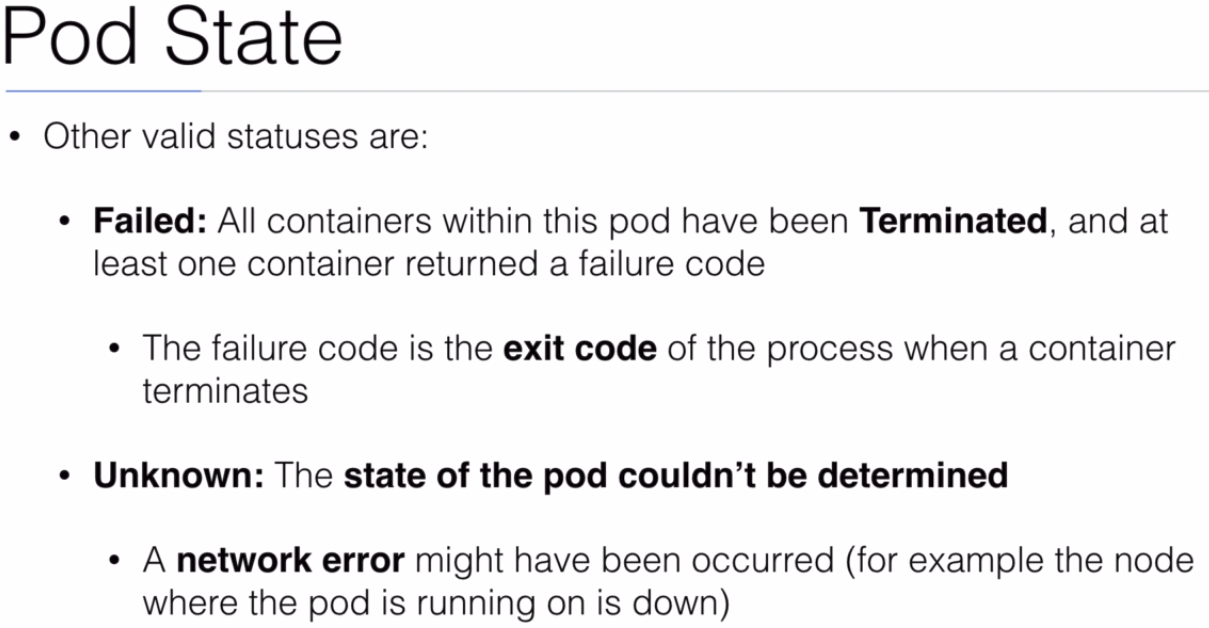 Pod State
• Other valid statuses are:
• Failed: All containers within this pod have been Terminated, and at
least one container returned a failure code
• The failure code is the exit code of the process when a container
terminates
• Unknown: The state of the pod couldn't be determined
• A network error might have been occurred (for example the node
where the pod is running on is down)